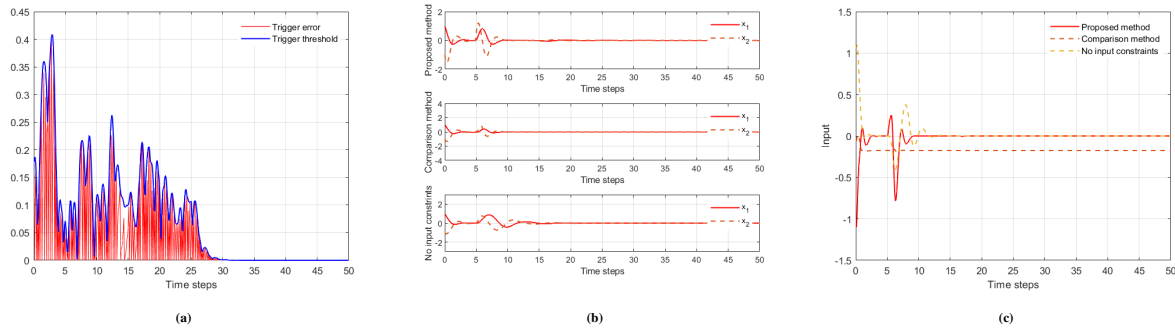 0.45
0.4
0.35
0.3
0.25
0.2
0.15
0.1
0.05
0
0 5 10 15 20 25 30 35 40 45 50
Time steps
Trigger error
Trigger threshold
(a)
Proposed method
2
0
-2
0 5 10 15 20 25 30 35 40 45 50
Time steps
x1
x2
Comparison method
4
2
0
-2
-4
0 5 10 15 20 25 30 35 40 45 50
Time steps
x1
x2
No input constrints
2
0
-2
0 5 10 15 20 25 30 35 40 45 50
Time steps
x1
x2
(b)
Input
1.5
1
0.5
0
-0.5
-1
-1.5
0 5 10 15 20 25 30 35 40 45 50
Time steps
Proposed method
Comparison method
No input constraints
(c)